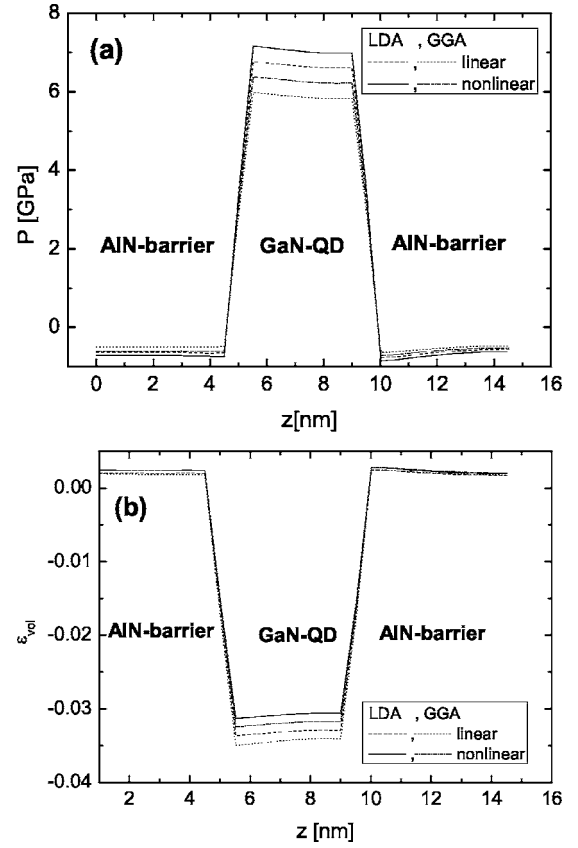 (a)
LDA , GGA
, linear
, nonlinear
8
6
4
2
0
P [GPa]
AlN-barrier GaN-QD AlN-barrier
0 2 4 6 8 10 12 14 16
z[nm]
(b)
0.00
-0.01
-0.02
-0.03
-0.04
εvol
AlN-barrier GaN-QD AlN-barrier
LDA , GGA
, linear
, nonlinear
2 4 6 8 10 12 14 16
z [nm]